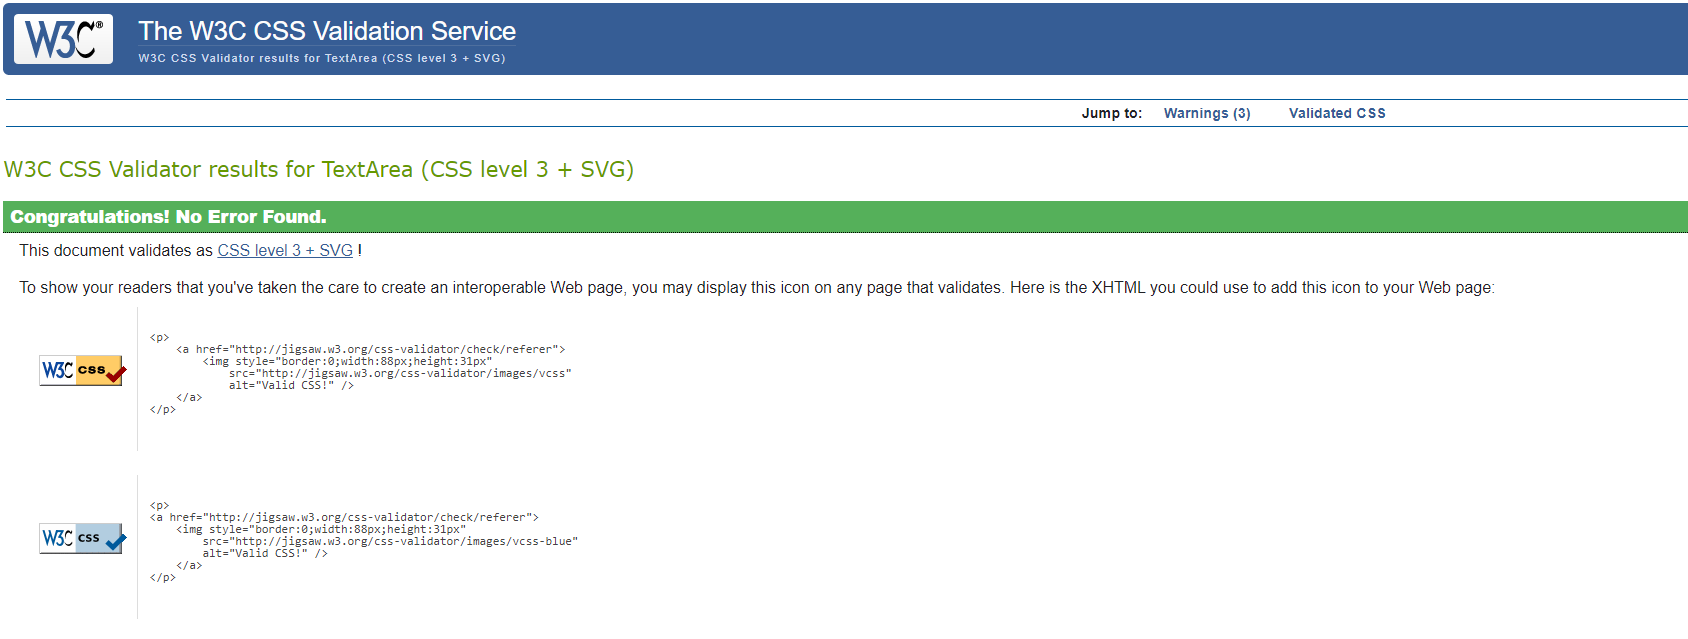 W3C® The W3C CSS Validation Service
W3C CSS Validator results for TextArea (CSS level 3 + SVG)
Jump to: Warnings (3) Validated CSS
W3C CSS Validator results for TextArea (CSS level 3 + SVG)
Congratulations! No Error Found.
This document validates as CSS level 3 + SVG !
To show your readers that you've taken the care to create an interoperable Web page, you may display this icon on any page that validates. Here is the XHTML you could use to add this icon to your Web page:
W3C css
<p>
<a href="http://jigsaw.w3.org/css-validator/check/referer">
<img style="border:0;width:88px;height:31px"
src="http://jigsaw.w3.org/css-validator/images/vcss"
alt="Valid CSS!" />
</a>
</p>
W3C css
<p>
<a href="http://jigsaw.w3.org/css-validator/check/referer">
<img style="border:0;width:88px;height:31px"
src="http://jigsaw.w3.org/css-validator/images/vcss-blue"
alt="Valid CSS!" />
</a>
</p>